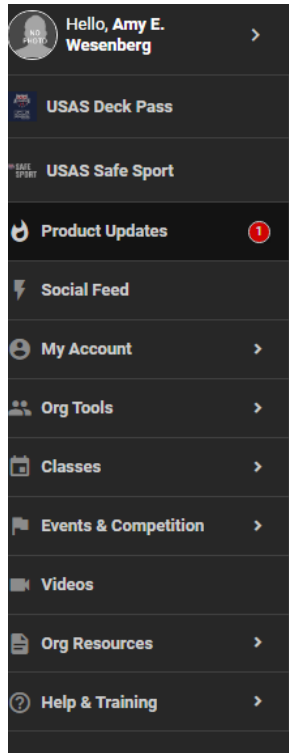 NO
PHOTO
Hello, Amy E.
Wesenberg
USAS Deck Pass
SAFE
SPORT
USAS Safe Sport
Product Updates
1
Social Feed
My Account
Org Tools
Classes
Events & Competition
Videos
Org Resources
Help & Training